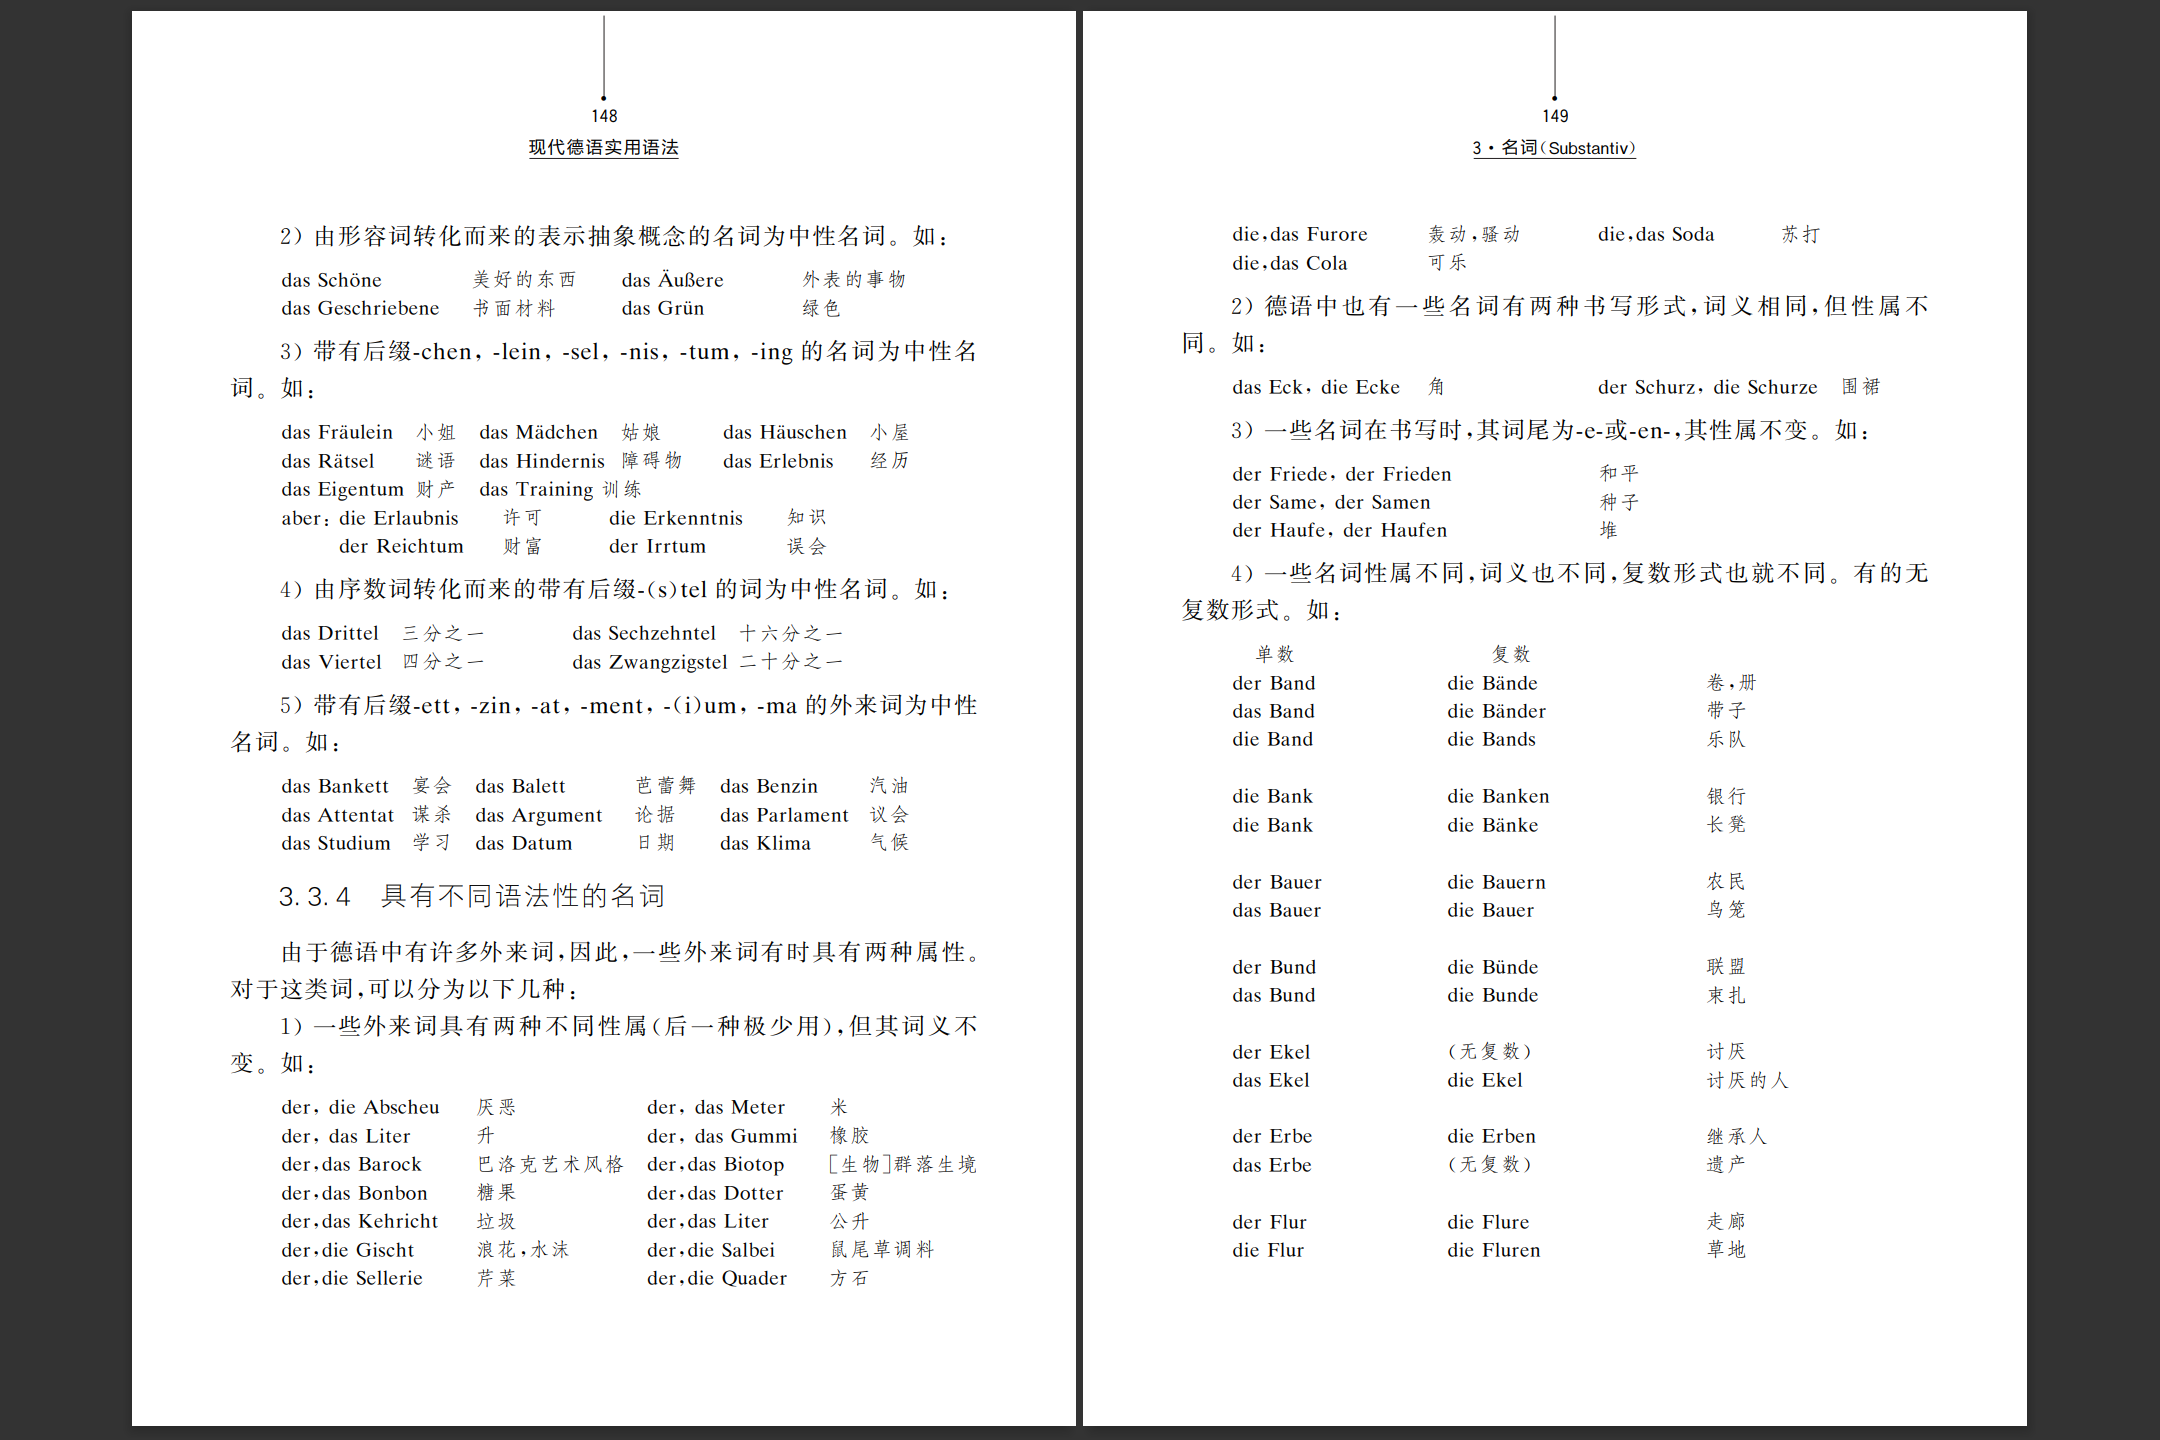 148
现代德语实用语法
2) 由形容词转化而来的表示抽象概念的名词为中性名词。如:
das Schöne 美好的东西 das Äußere 外表的事物
das Geschriebene 书面材料 das Grün 绿色
3) 带有后缀-chen, -lein, -sel, -nis, -tum, -ing 的名词为中性名
词。如:
das Fräulein 小姐 das Mädchen 姑娘 das Häuschen 小屋
das Rätsel 谜语 das Hindernis 障碍物 das Erlebnis 经历
das Eigentum 财产 das Training 训练
aber: die Erlaubnis 许可 die Erkenntnis 知识
der Reichtum 财富 der Irrtum 误会
4) 由序数词转化而来的带有后缀-(s)tel 的词为中性名词。如:
das Drittel 三分之一 das Sechzehntel 十六分之一
das Viertel 四分之一 das Zwangzigstel 二十分之一
5) 带有后缀-ett, -zin, -at, -ment, -(i)um, -ma 的外来词为中性
名词。如:
das Bankett 宴会 das Balett 芭蕾舞 das Benzin 汽油
das Attentat 谋杀 das Argument 论据 das Parlament 议会
das Studium 学习 das Datum 日期 das Klima 气候
3.3.4 具有不同语法性的名词
由于德语中有许多外来词,因此,一些外来词有时具有两种属性。
对于这类词,可以分为以下几种:
1) 一些外来词具有两种不同性属(后一种极少用),但其词义不
变。如:
der, die Abscheu 厌恶 der, das Meter 米
der, das Liter 升 der, das Gummi 橡胶
der,das Barock 巴洛克艺术风格 der,das Biotop [生物]群落生境
der,das Bonbon 糖果 der,das Dotter 蛋黄
der,das Kehricht 垃圾 der,das Liter 公升
der,die Gischt 浪花,水沫 der,die Salbei 鼠尾草调料
der,die Sellerie 芹菜 der,die Quader 方石
149
3·名词(Substantiv)
die,das Furore 轰动,骚动 die,das Soda 苏打
die,das Cola 可乐
2) 德语中也有一些名词有两种书写形式,词义相同,但性属不
同。如:
das Eck, die Ecke 角 der Schurz, die Schurze 围裙
3) 一些名词在书写时,其词尾为-e-或-en-,其性属不变。如:
der Friede, der Frieden 和平
der Same, der Samen 种子
der Haufe, der Haufen 堆
4) 一些名词性属不同,词义也不同,复数形式也就不同。有的无
复数形式。如:
单数 复数
der Band die Bände 卷,册
das Band die Bänder 带子
die Band die Bands 乐队
die Bank die Banken 银行
die Bank die Bänke 长凳
der Bauer die Bauern 农民
das Bauer die Bauer 鸟笼
der Bund die Bünde 联盟
das Bund die Bunde 束扎
der Ekel (无复数) 讨厌
das Ekel die Ekel 讨厌的人
der Erbe die Erben 继承人
das Erbe (无复数) 遗产
der Flur die Flure 走廊
die Flur die Fluren 草地